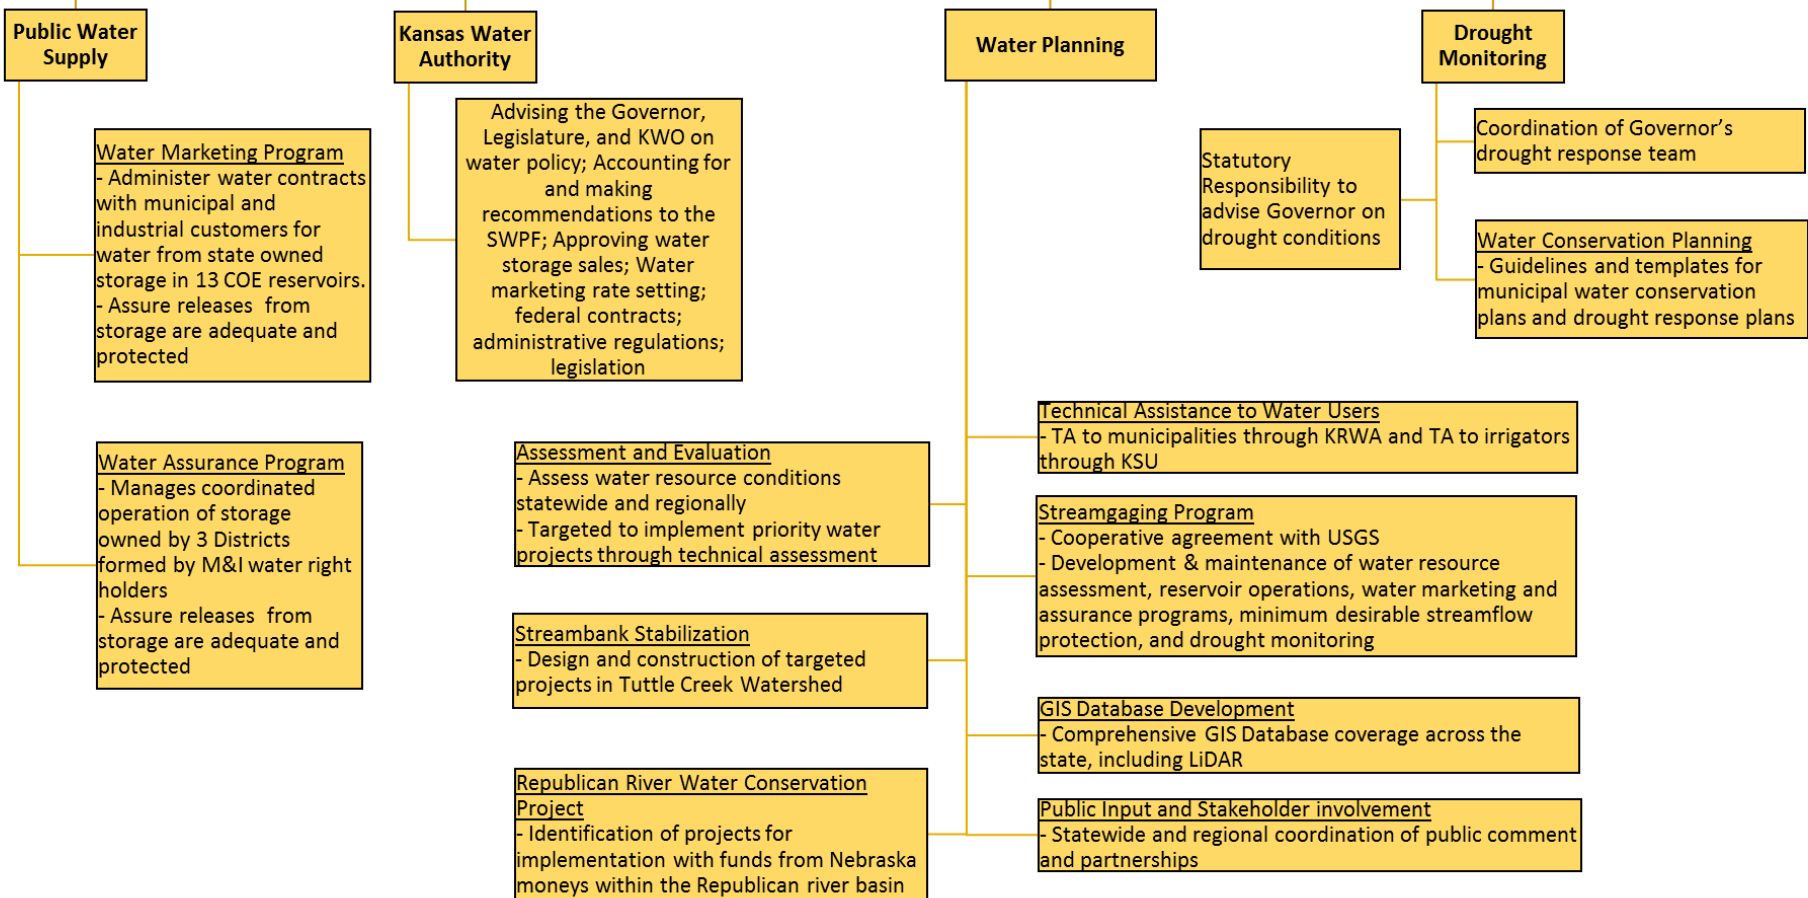 Public Water
Supply
Water Marketing Program
- Administer water contracts
with municipal and
industrial customers for
water from state owned
storage in 13 COE reservoirs.
- Assure releases from
storage are adequate and
protected
Water Assurance Program
- Manages coordinated
operation of storage
owned by 3 Districts
formed by M&I water right
holders
- Assure releases from
storage are adequate and
protected
Kansas Water
Authority
Advising the Governor,
Legislature, and KWO on
water policy; Accounting for
and making
recommendations to the
SWPF; Approving water
storage sales; Water
marketing rate setting;
federal contracts;
administrative regulations;
legislation
Water Planning
Assessment and Evaluation
- Assess water resource conditions
statewide and regionally
- Targeted to implement priority water
projects through technical assessment
Streambank Stabilization
- Design and construction of targeted
projects in Tuttle Creek Watershed
Republican River Water Conservation
Project
- Identification of projects for
implementation with funds from Nebraska
moneys within the Republican river basin
Technical Assistance to Water Users
- TA to municipalities through KRWA and TA to irrigators
through KSU
Streamgaging Program
- Cooperative agreement with USGS
- Development & maintenance of water resource
assessment, reservoir operations, water marketing and
assurance programs, minimum desirable streamflow
protection, and drought monitoring
GIS Database Development
- Comprehensive GIS Database coverage across the
state, including LiDAR
Public Input and Stakeholder involvement
- Statewide and regional coordination of public comment
and partnerships
Drought
Monitoring
Statutory
Responsibility to
advise Governor on
drought conditions
Coordination of Governor's
drought response team
Water Conservation Planning
- Guidelines and templates for
municipal water conservation
plans and drought response plans